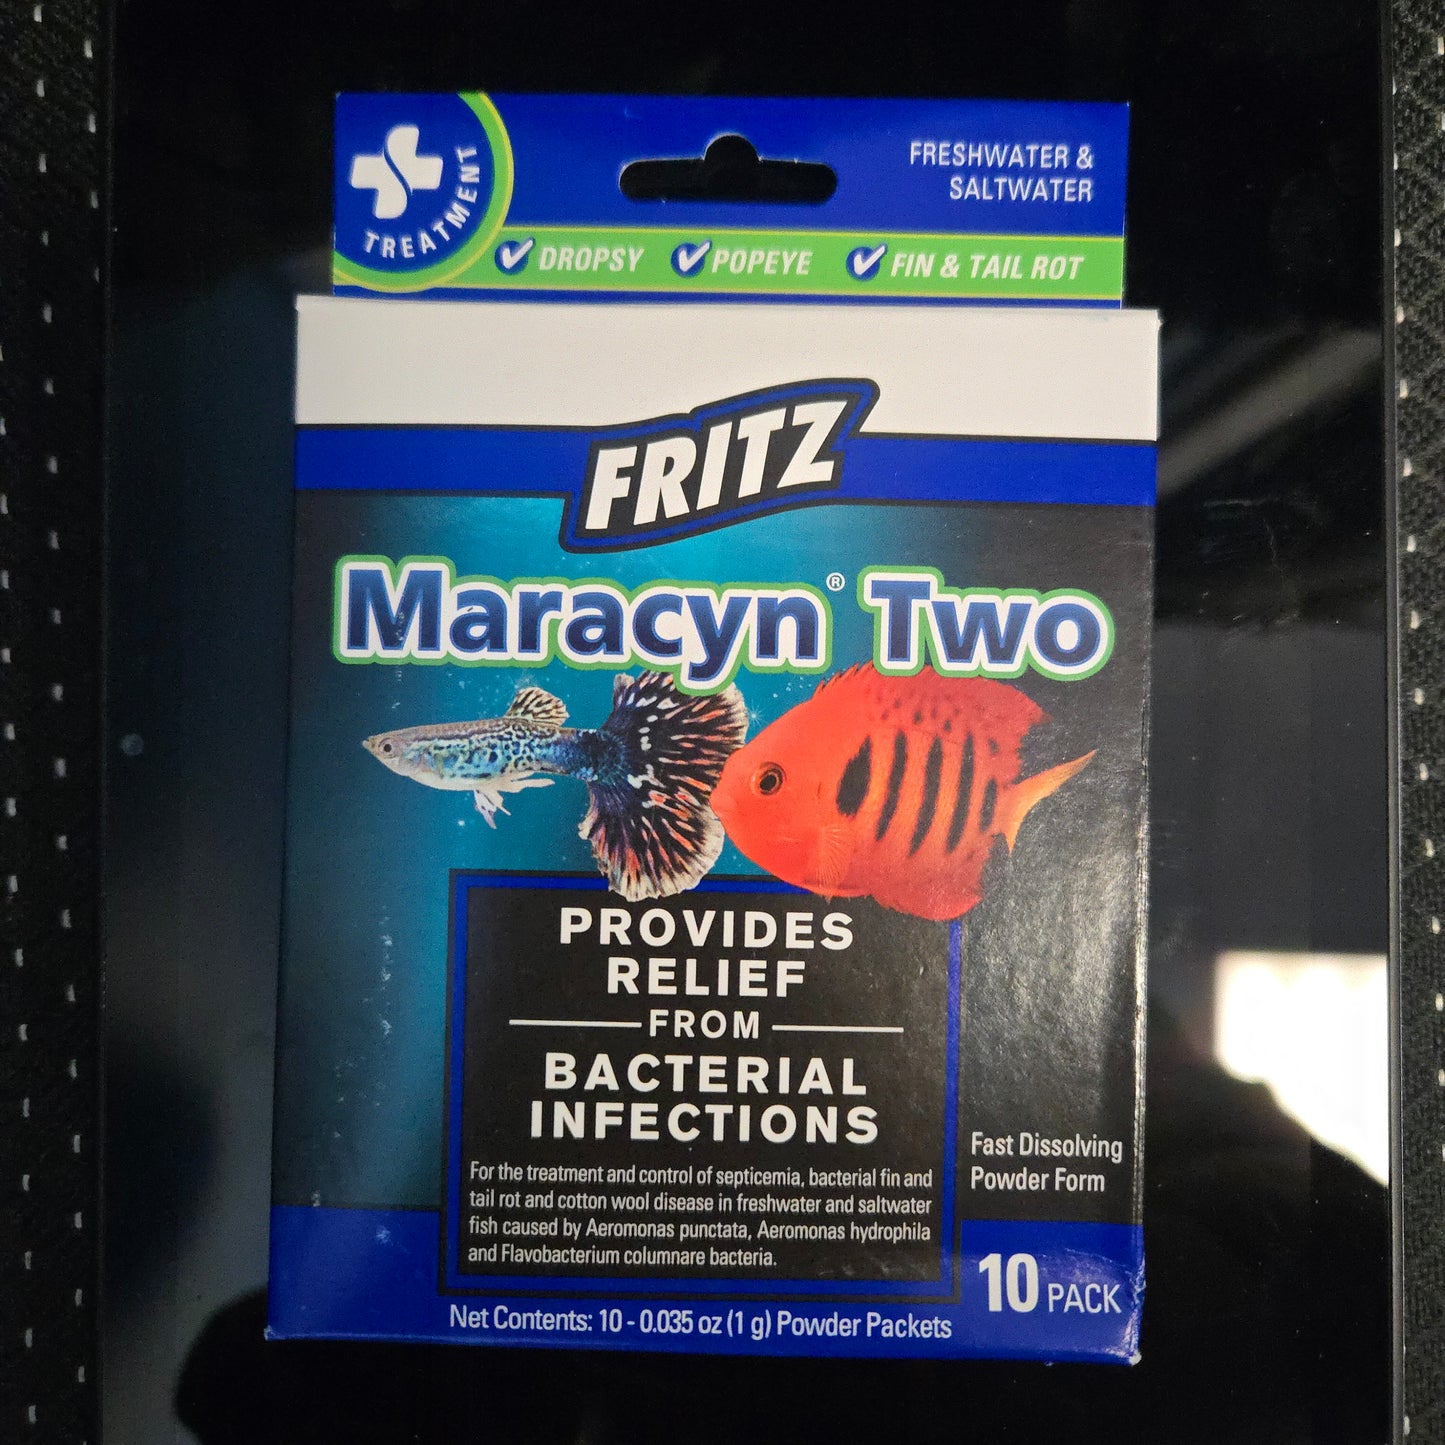 TREATMENT
FRESHWATER &
SALTWATER
DROPSY POPEYE FIN & TAIL ROT
FRITZ
Maracyn® Two
PROVIDES
RELIEF
FROM
BACTERIAL
INFECTIONS
For the treatment and control of septicemia, bacterial fin and
tail rot and cotton wool disease in freshwater and saltwater
fish caused by Aeromonas punctata, Aeromonas hydrophila
and Flavobacterium columnare bacteria.
Fast Dissolving
Powder Form
10 PACK
Net Contents: 10 - 0.035 oz (1 g) Powder Packets